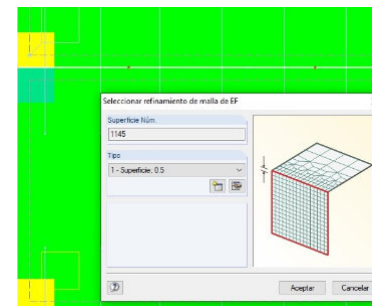 Seleccionar refinamiento de malla de EF
Superficie Núm.
1145
Tipo
1 - Superficie; 0.5
Aceptar
Cancelar